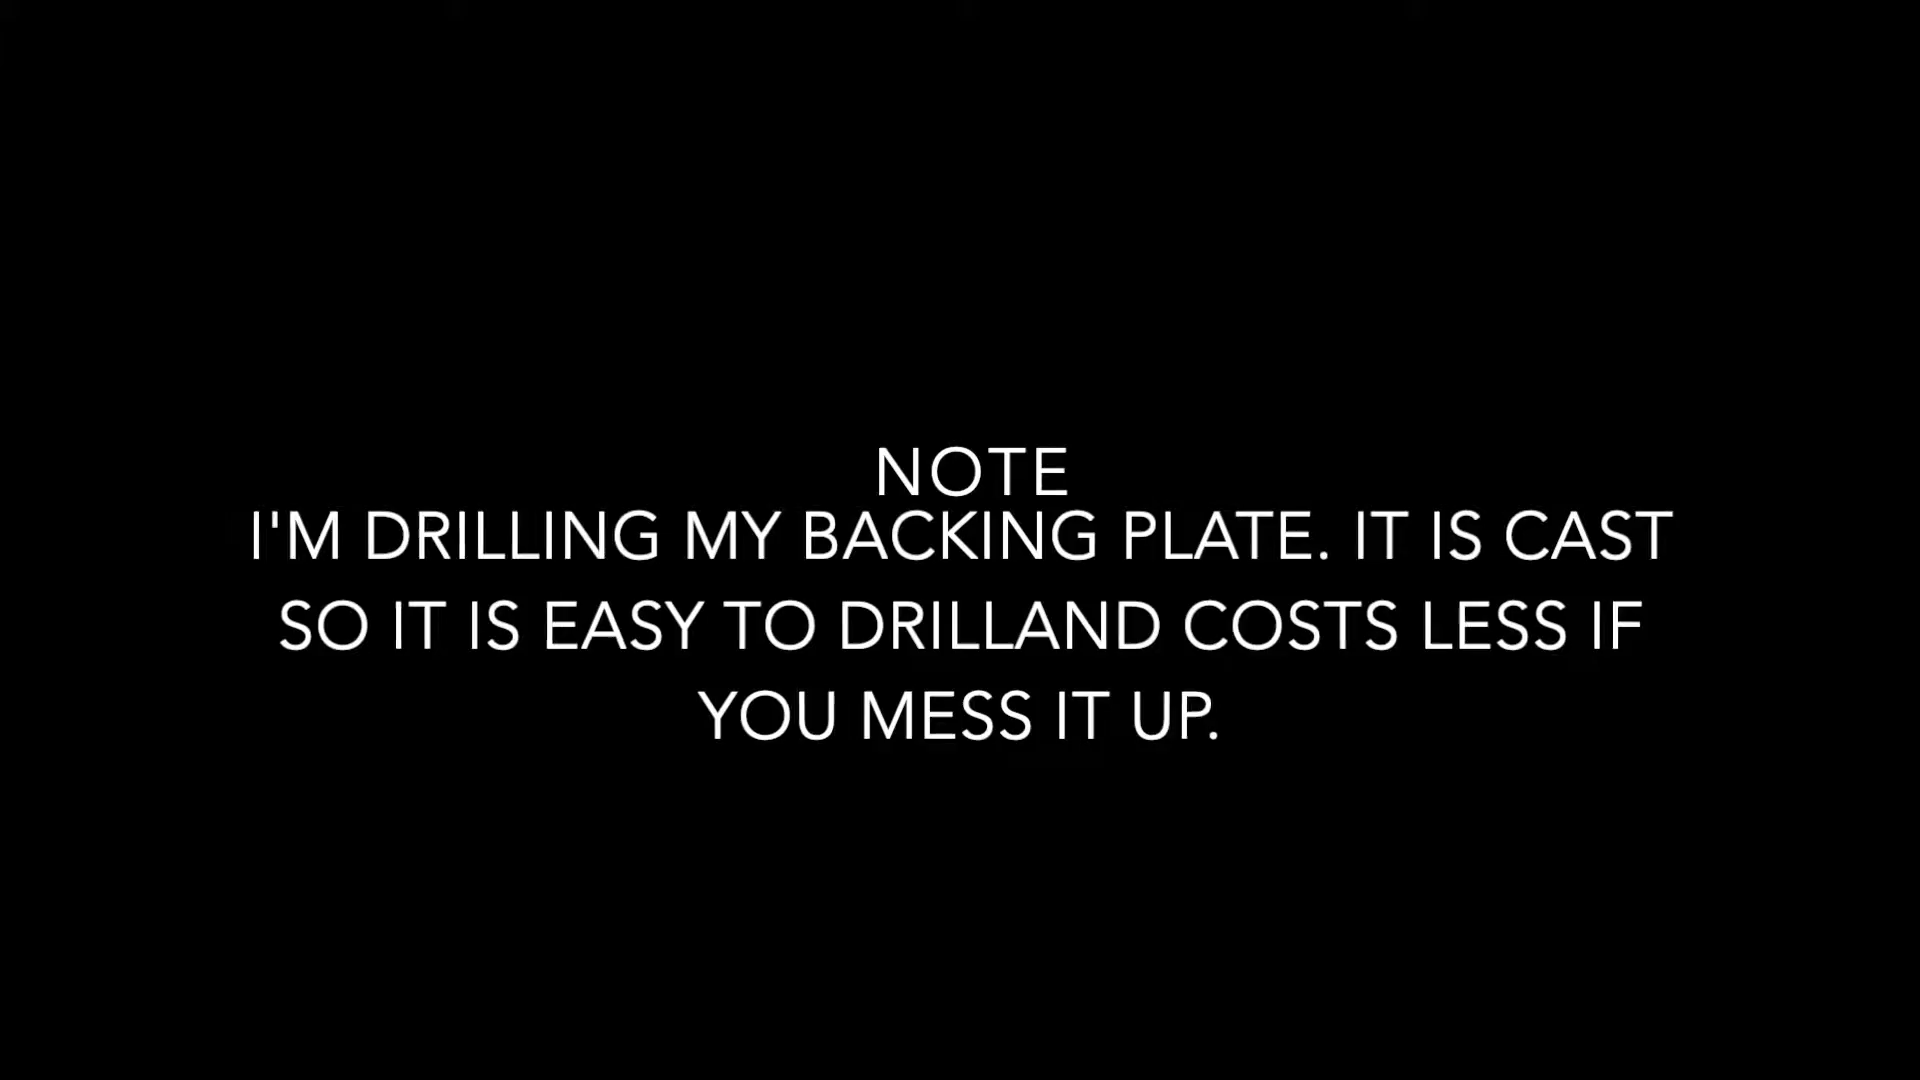 NOTE
I'M DRILLING MY BACKING PLATE. IT IS CAST
SO IT IS EASY TO DRILLAND COSTS LESS IF
YOU MESS IT UP.